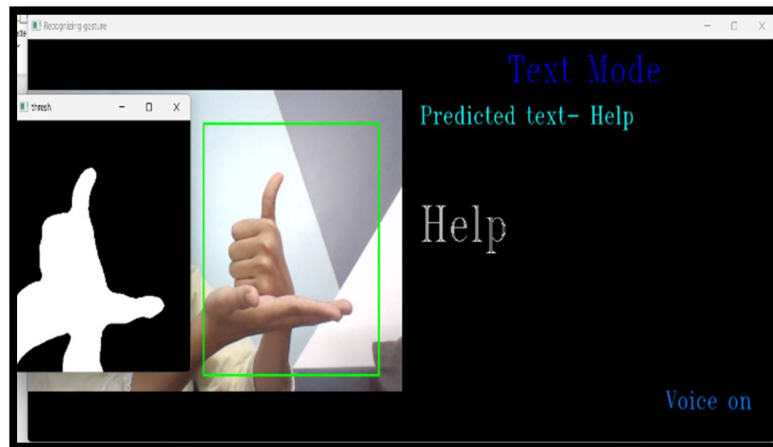 Recognizing gesture
thresh
Text Mode
Predicted text- Help
Help
Voice on